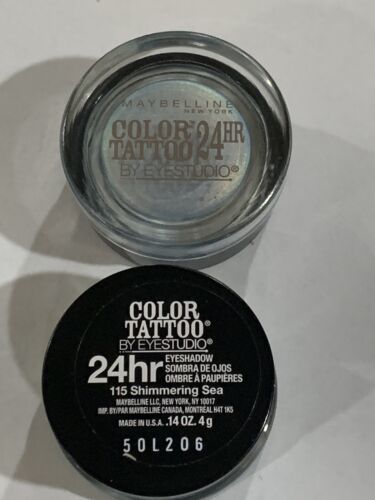 MAYBELLINE
NEW YORK
COLOR 24HR
TATTOO
BY EYESTUDIO®
COLOR
TATTOO®
BY EYESTUDIO®
24hr EYESHADOW
SOMBRA DE OJOS
OMBRE À PAUPIÈRES
115 Shimmering Sea
MAYBELLINE LLC, NEW YORK, NY 10017
IMP. BY/PAR MAYBELLINE CANADA, MONTRÉAL H4T 1K5
MADE IN U.S.A. .14 OZ. 4 g
50L206